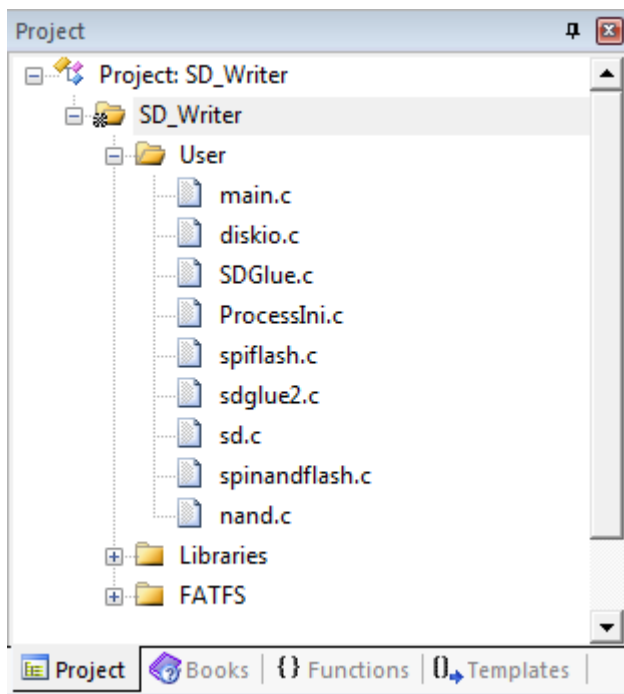 Project
Project: SD_Writer
SD_Writer
User
main.c
diskio.c
SDGlue.c
ProcessIni.c
spiflash.c
sdglue2.c
sd.c
spinandflash.c
nand.c
Libraries
FATFS
Project Books {} Functions 0 Templates